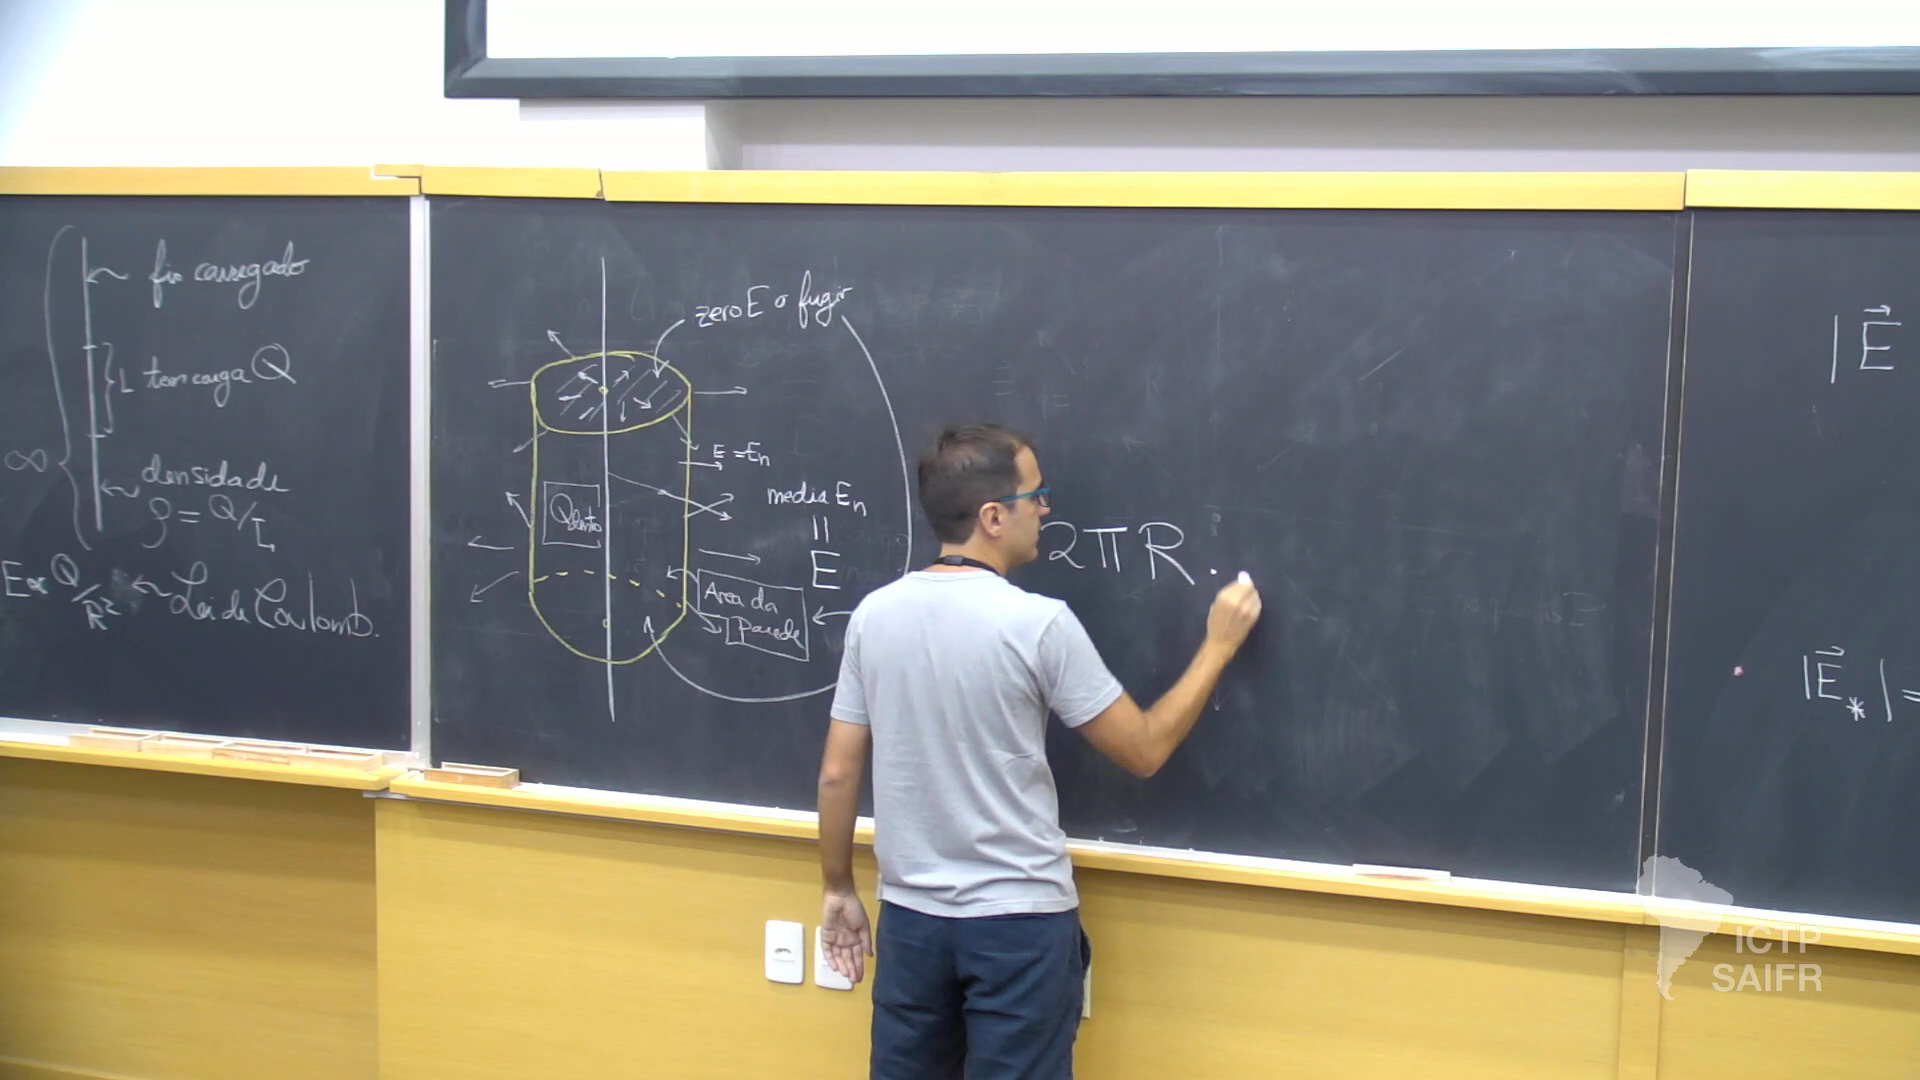 fio carregado
L tem carga Q
∞
densidade
ρ = Q/L
E α Q/R² ← Lei de Coulomb.
zero E a fugir
E = En
Qdentro
media En
||
E
Area da
parede
2πR.
|E⃗
|E⃗*| =
ICTP
SAIFR